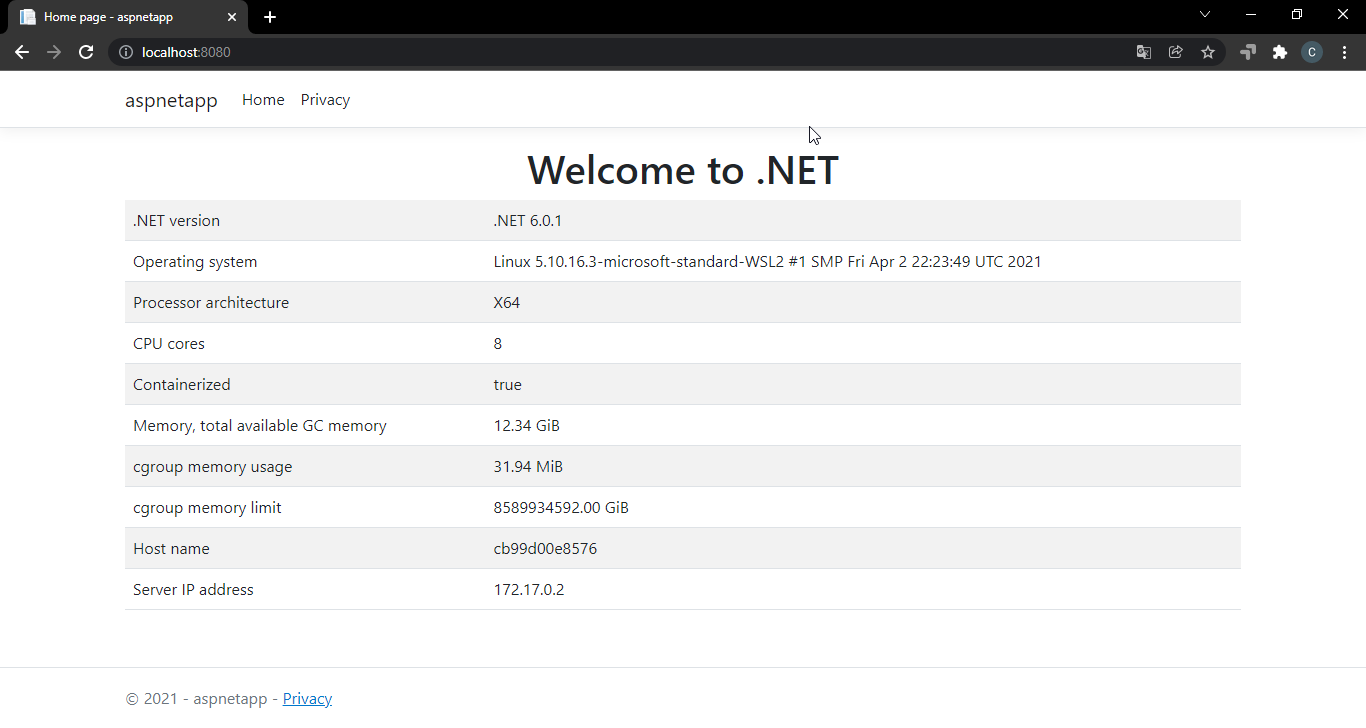 Home page - aspnetapp
localhost:8080
C
aspnetapp Home Privacy
Welcome to .NET
.NET version .NET 6.0.1
Operating system Linux 5.10.16.3-microsoft-standard-WSL2 #1 SMP Fri Apr 2 22:23:49 UTC 2021
Processor architecture X64
CPU cores 8
Containerized true
Memory, total available GC memory 12.34 GiB
cgroup memory usage 31.94 MiB
cgroup memory limit 8589934592.00 GiB
Host name cb99d00e8576
Server IP address 172.17.0.2
© 2021 - aspnetapp - Privacy